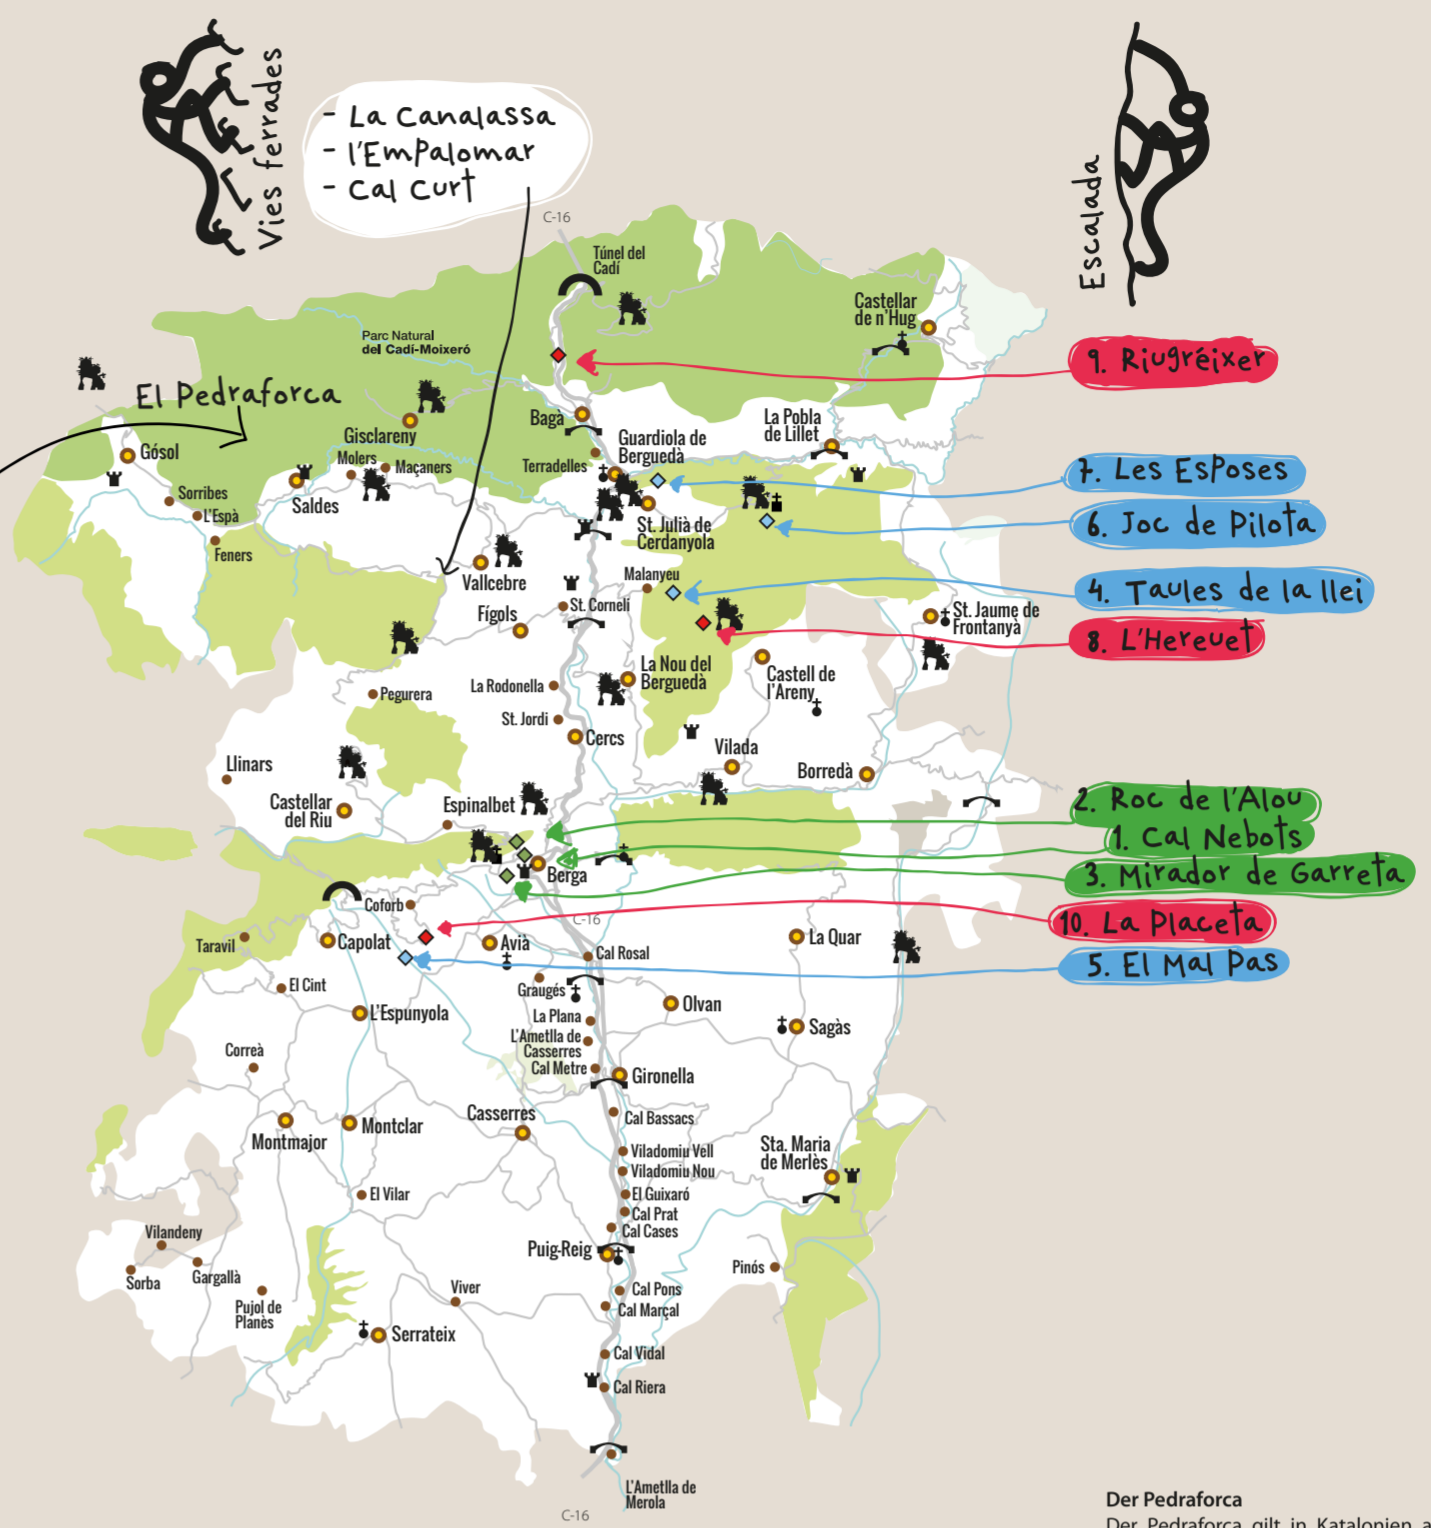 Vies ferrades
- La Canalassa
- l'Empalomar
- Cal Curt
Escalada
C-16
Túnel del
Cadí
Castellar
de n'Hug
Parc Natural
del Cadí-Moixeró
9. Riugréixer
El Pedraforca
Gisclareny
Bagà
La Pobla
de Lillet
Guardiola de
Berguedà
Gósol
Molers
Maçaners
Terradelles
7. Les Esposes
Saldes
Sorribes
L'Espà
Feners
St. Julià de
Cerdanyola
6. Joc de Pilota
Vallcebre
Malanyeu
4. Taules de la llei
Fígols
St. Corneli
St. Jaume de
Frontanyà
8. L'Hereuet
La Nou del
Berguedà
Castell de
l'Areny
Pegurera
La Rodonella
St. Jordi
Cercs
Vilada
Borredà
Llinars
Castellar
del Riu
Espinalbet
2. Roc de l'Alou
1. Cal Nebots
Berga
3. Mirador de Garreta
Coforb
C-16
10. La Placeta
Taravil
Capolat
Avià
Cal Rosal
La Quar
5. El Mal Pas
El Cint
Graugés
L'Espunyola
La Plana
Olvan
Sagàs
L'Ametlla de
Casserres
Correà
Cal Metre
Gironella
Casserres
Cal Bassacs
Montmajor
Montclar
Viladomiu Vell
Viladomiu Nou
Sta. Maria
de Merlès
El Vilar
El Guixaró
Cal Prat
Cal Cases
Vilandeny
Puig-Reig
Sorba
Gargallà
Pinós
Pujol de
Planès
Viver
Cal Pons
Cal Marçal
Serrateix
Cal Vidal
Cal Riera
L'Ametlla de
Merola
C-16
Der Pedraforca
Der Pedraforca gilt in Katalonien a